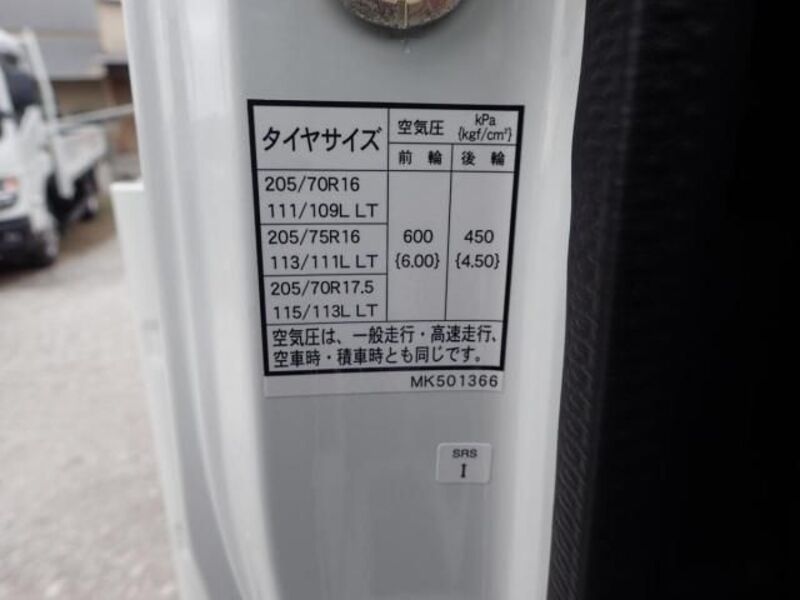 タイヤサイズ
空気圧 kPa {kgf/cm²}
前輪 後輪
205/70R16
111/109L LT
205/75R16
113/111L LT
600 {6.00}
450 {4.50}
205/70R17.5
115/113L LT
空気圧は、一般走行・高速走行、
空車時・積車時とも同じです。
MK501366
SRS